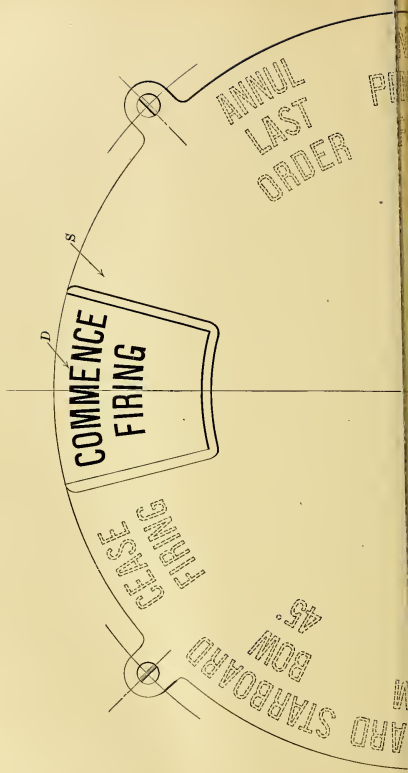 S
D
COMMENCE
FIRING
ANNUL
LAST
ORDER
CEASE
FIRING
STARBOARD
BOW
45°